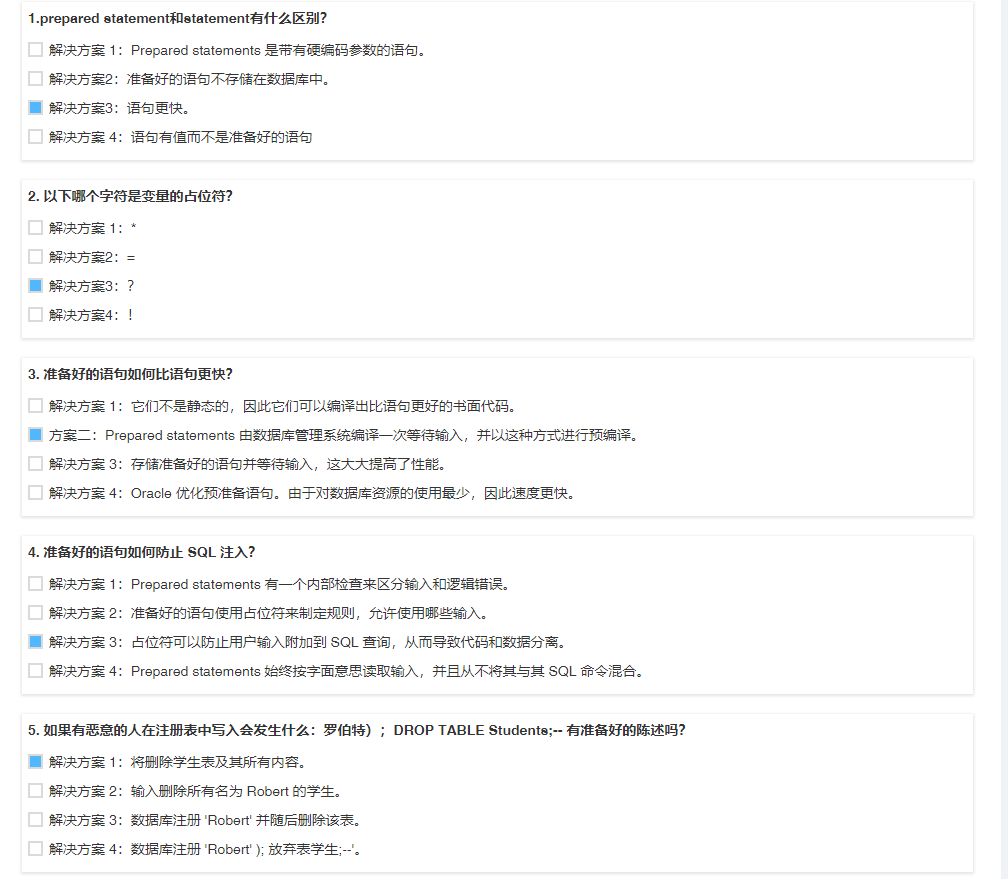 1.prepared statement和statement有什么区别？
解决方案 1：Prepared statements 是带有硬编码参数的语句。
解决方案2：准备好的语句不存储在数据库中。
解决方案3：语句更快。
解决方案 4：语句有值而不是准备好的语句
2. 以下哪个字符是变量的占位符？
解决方案 1：*
解决方案2：=
解决方案3：？
解决方案4：！
3. 准备好的语句如何比语句更快？
解决方案 1：它们不是静态的，因此它们可以编译出比语句更好的书面代码。
方案二：Prepared statements 由数据库管理系统编译一次等待输入，并以这种方式进行预编译。
解决方案 3：存储准备好的语句并等待输入，这大大提高了性能。
解决方案 4：Oracle 优化预准备语句。由于对数据库资源的使用最少，因此速度更快。
4. 准备好的语句如何防止 SQL 注入？
解决方案 1：Prepared statements 有一个内部检查来区分输入和逻辑错误。
解决方案 2：准备好的语句使用占位符来制定规则，允许使用哪些输入。
解决方案 3：占位符可以防止用户输入附加到 SQL 查询，从而导致代码和数据分离。
解决方案 4：Prepared statements 始终按字面意思读取输入，并且从不将其与其 SQL 命令混合。
5. 如果有恶意的人在注册表中写入会发生什么：罗伯特）；DROP TABLE Students;-- 有准备好的陈述吗？
解决方案 1：将删除学生表及其所有内容。
解决方案 2：输入删除所有名为 Robert 的学生。
解决方案 3：数据库注册 'Robert' 并随后删除该表。
解决方案 4：数据库注册 'Robert' ); 放弃表学生;--'。